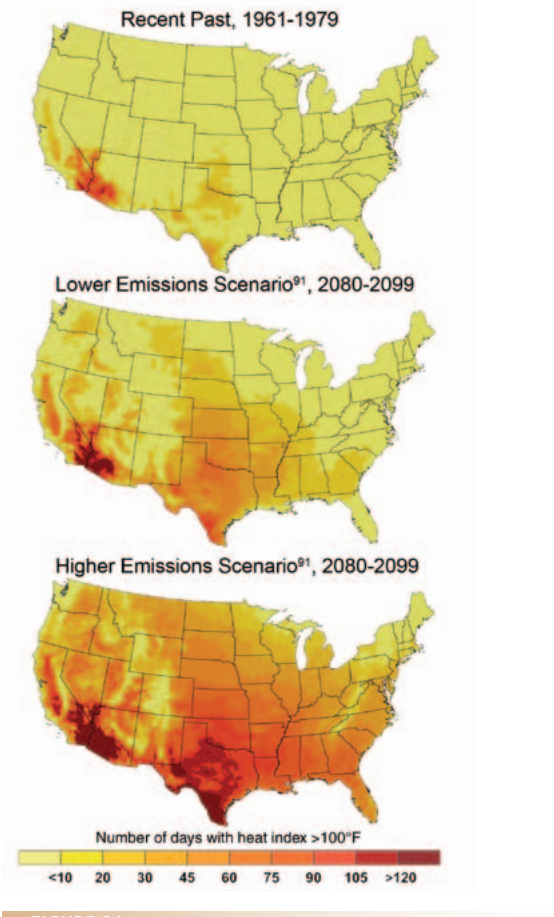 Recent Past, 1961-1979
Lower Emissions Scenario⁹¹, 2080-2099
Higher Emissions Scenario⁹¹, 2080-2099
Number of days with heat index >100°F
<10 20 30 45 60 75 90 105 >120